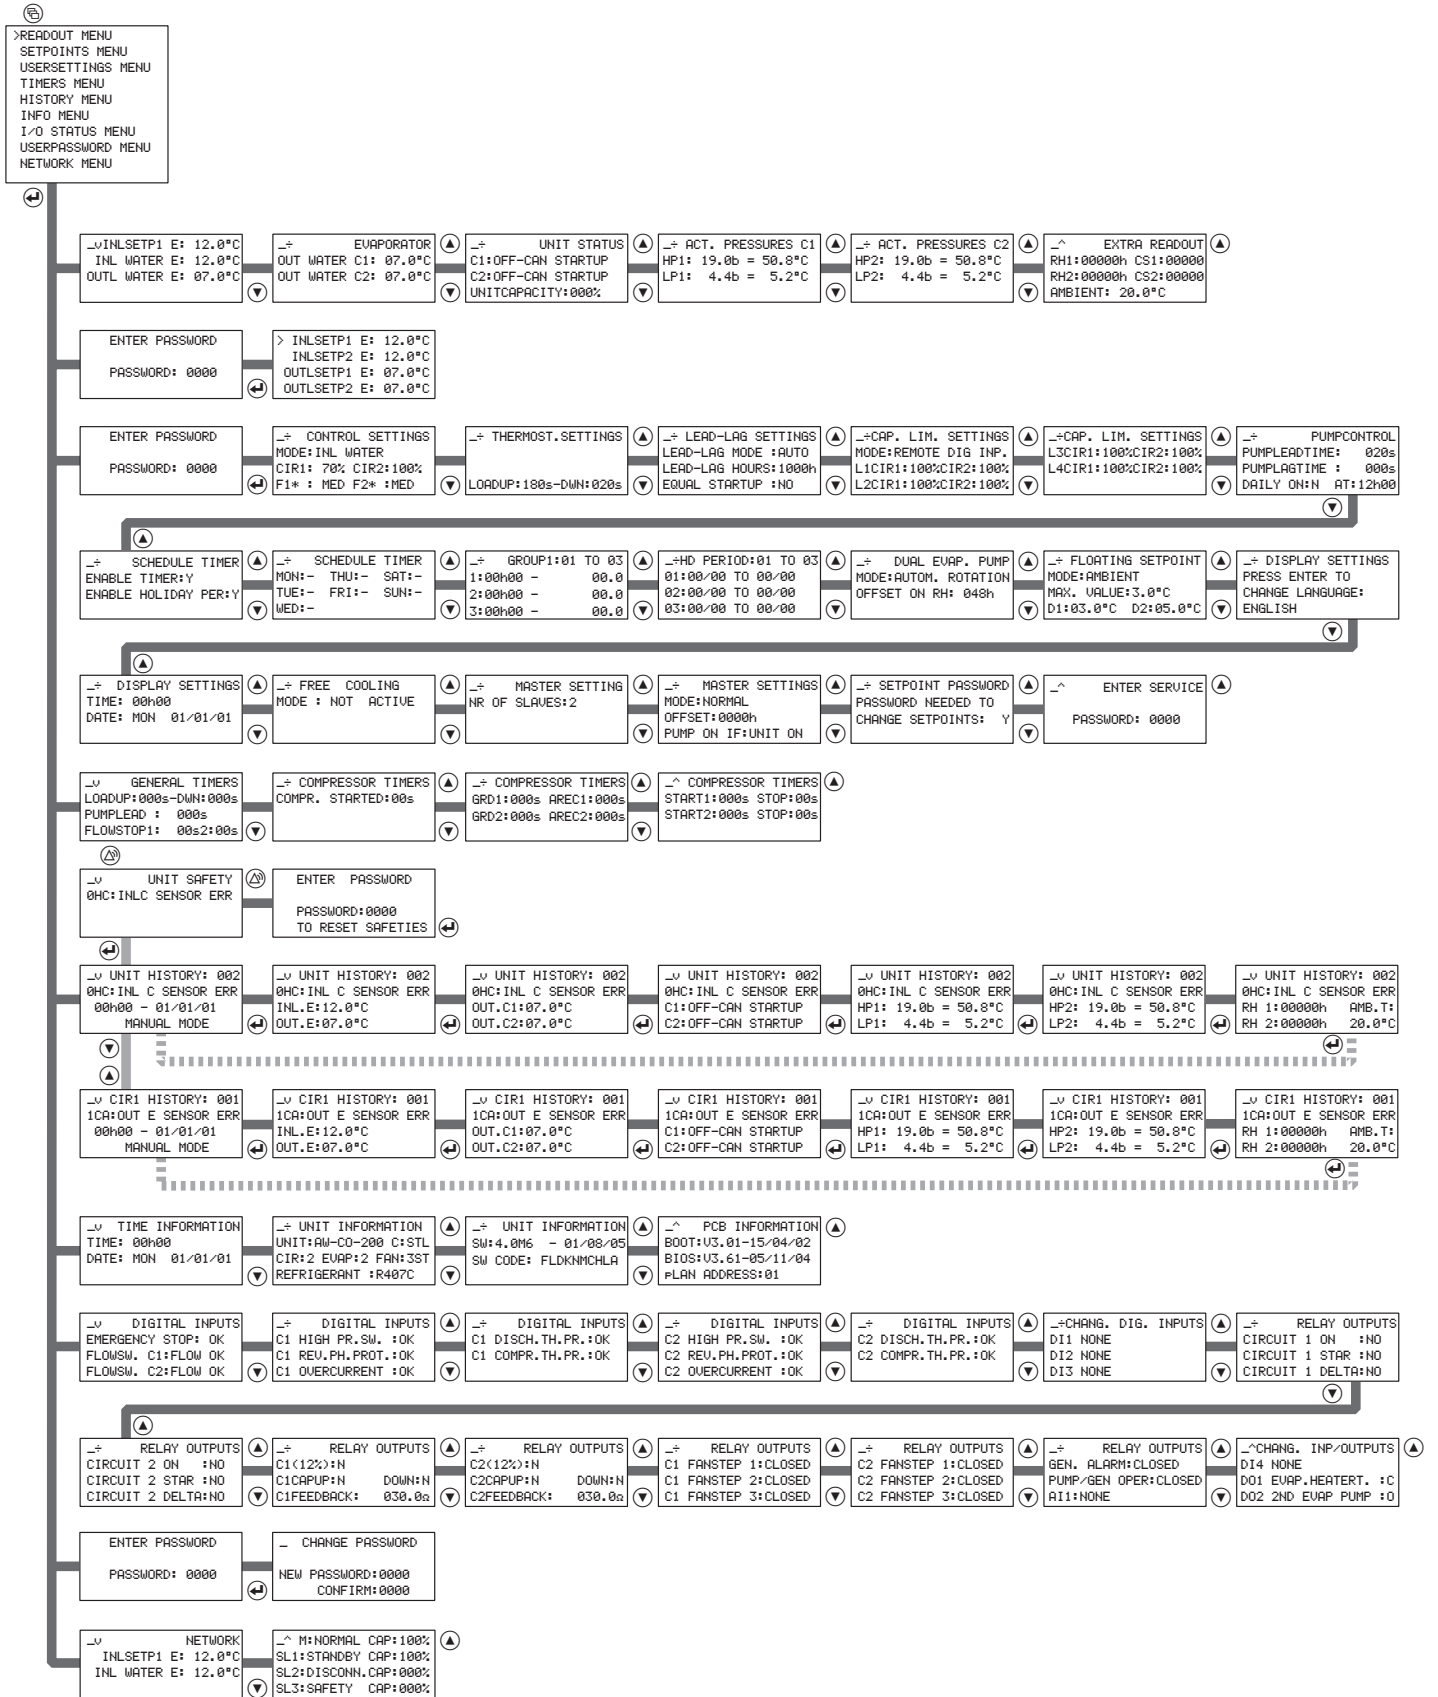 >READOUT MENU
SETPOINTS MENU
USERSETTINGS MENU
TIMERS MENU
HISTORY MENU
INFO MENU
I/O STATUS MENU
USERPASSWORD MENU
NETWORK MENU
_vINLSETP1 E: 12.0°C
INL WATER E: 12.0°C
OUTL WATER E: 07.0°C
_÷ EVAPORATOR
OUT WATER C1: 07.0°C
OUT WATER C2: 07.0°C
_÷ UNIT STATUS
C1:OFF-CAN STARTUP
C2:OFF-CAN STARTUP
UNITCAPACITY:000%
_÷ ACT. PRESSURES C1
HP1: 19.0b = 50.8°C
LP1: 4.4b = 5.2°C
_÷ ACT. PRESSURES C2
HP2: 19.0b = 50.8°C
LP2: 4.4b = 5.2°C
_^ EXTRA READOUT
RH1:00000h CS1:00000
RH2:00000h CS2:00000
AMBIENT: 20.0°C
ENTER PASSWORD
PASSWORD: 0000
> INLSETP1 E: 12.0°C
INLSETP2 E: 12.0°C
OUTLSETP1 E: 07.0°C
OUTLSETP2 E: 07.0°C
ENTER PASSWORD
PASSWORD: 0000
_÷ CONTROL SETTINGS
MODE:INL WATER
CIR1: 70% CIR2:100%
F1* : MED F2* :MED
_÷ THERMOST.SETTINGS
LOADUP:180s-DWN:020s
_÷ LEAD-LAG SETTINGS
LEAD-LAG MODE :AUTO
LEAD-LAG HOURS:1000h
EQUAL STARTUP :NO
_÷CAP. LIM. SETTINGS
MODE:REMOTE DIG INP.
L1CIR1:100%CIR2:100%
L2CIR1:100%CIR2:100%
_÷CAP. LIM. SETTINGS
L3CIR1:100%CIR2:100%
L4CIR1:100%CIR2:100%
_÷ PUMPCONTROL
PUMPLEADTIME: 020s
PUMPLAGTIME : 000s
DAILY ON:N AT:12h00
_÷ SCHEDULE TIMER
ENABLE TIMER:Y
ENABLE HOLIDAY PER:Y
_÷ SCHEDULE TIMER
MON:- THU:- SAT:-
TUE:- FRI:- SUN:-
WED:-
_÷ GROUP1:01 TO 03
1:00h00 - 00.0
2:00h00 - 00.0
3:00h00 - 00.0
_÷HD PERIOD:01 TO 03
01:00/00 TO 00/00
02:00/00 TO 00/00
03:00/00 TO 00/00
_÷ DUAL EVAP. PUMP
MODE:AUTOM. ROTATION
OFFSET ON RH: 048h
_÷ FLOATING SETPOINT
MODE:AMBIENT
MAX. VALUE:3.0°C
D1:03.0°C D2:05.0°C
_÷ DISPLAY SETTINGS
PRESS ENTER TO
CHANGE LANGUAGE:
ENGLISH
_÷ DISPLAY SETTINGS
TIME: 00h00
DATE: MON 01/01/01
_÷ FREE COOLING
MODE : NOT ACTIVE
_÷ MASTER SETTING
NR OF SLAVES:2
_÷ MASTER SETTINGS
MODE:NORMAL
OFFSET:0000h
PUMP ON IF:UNIT ON
_÷ SETPOINT PASSWORD
PASSWORD NEEDED TO
CHANGE SETPOINTS: Y
_^ ENTER SERVICE
PASSWORD: 0000
_v GENERAL TIMERS
LOADUP:000s-DWN:000s
PUMPLEAD : 000s
FLOWSTOP1: 00s2:00s
_÷ COMPRESSOR TIMERS
COMPR. STARTED:00s
_÷ COMPRESSOR TIMERS
GRD1:000s AREC1:000s
GRD2:000s AREC2:000s
_^ COMPRESSOR TIMERS
START1:000s STOP:00s
START2:000s STOP:00s
_v UNIT SAFETY
0HC:INLC SENSOR ERR
ENTER PASSWORD
PASSWORD:0000
TO RESET SAFETIES
_v UNIT HISTORY: 002
0HC:INL C SENSOR ERR
00h00 - 01/01/01
MANUAL MODE
_v UNIT HISTORY: 002
0HC:INL C SENSOR ERR
INL.E:12.0°C
OUT.E:07.0°C
_v UNIT HISTORY: 002
0HC:INL C SENSOR ERR
OUT.C1:07.0°C
OUT.C2:07.0°C
_v UNIT HISTORY: 002
0HC:INL C SENSOR ERR
C1:OFF-CAN STARTUP
C2:OFF-CAN STARTUP
_v UNIT HISTORY: 002
0HC:INL C SENSOR ERR
HP1: 19.0b = 50.8°C
LP1: 4.4b = 5.2°C
_v UNIT HISTORY: 002
0HC:INL C SENSOR ERR
HP2: 19.0b = 50.8°C
LP2: 4.4b = 5.2°C
_v UNIT HISTORY: 002
0HC:INL C SENSOR ERR
RH 1:00000h AMB.T:
RH 2:00000h 20.0°C
_v CIR1 HISTORY: 001
1CA:OUT E SENSOR ERR
00h00 - 01/01/01
MANUAL MODE
_v CIR1 HISTORY: 001
1CA:OUT E SENSOR ERR
INL.E:12.0°C
OUT.E:07.0°C
_v CIR1 HISTORY: 001
1CA:OUT E SENSOR ERR
OUT.C1:07.0°C
OUT.C2:07.0°C
_v CIR1 HISTORY: 001
1CA:OUT E SENSOR ERR
C1:OFF-CAN STARTUP
C2:OFF-CAN STARTUP
_v CIR1 HISTORY: 001
1CA:OUT E SENSOR ERR
HP1: 19.0b = 50.8°C
LP1: 4.4b = 5.2°C
_v CIR1 HISTORY: 001
1CA:OUT E SENSOR ERR
HP2: 19.0b = 50.8°C
LP2: 4.4b = 5.2°C
_v CIR1 HISTORY: 001
1CA:OUT E SENSOR ERR
RH 1:00000h AMB.T:
RH 2:00000h 20.0°C
_v TIME INFORMATION
TIME: 00h00
DATE: MON 01/01/01
_÷ UNIT INFORMATION
UNIT:AW-CO-200 C:STL
CIR:2 EVAP:2 FAN:3ST
REFRIGERANT :R407C
_÷ UNIT INFORMATION
SW:4.0M6 - 01/08/05
SW CODE: FLDKNMCHLA
_^ PCB INFORMATION
BOOT:V3.01-15/04/02
BIOS:V3.61-05/11/04
pLAN ADDRESS:01
_v DIGITAL INPUTS
EMERGENCY STOP: OK
FLOWSW. C1:FLOW OK
FLOWSW. C2:FLOW OK
_÷ DIGITAL INPUTS
C1 HIGH PR.SW. :OK
C1 REV.PH.PROT.:OK
C1 OVERCURRENT :OK
_÷ DIGITAL INPUTS
C1 DISCH.TH.PR.:OK
C1 COMPR.TH.PR.:OK
_÷ DIGITAL INPUTS
C2 HIGH PR.SW. :OK
C2 REV.PH.PROT.:OK
C2 OVERCURRENT :OK
_÷ DIGITAL INPUTS
C2 DISCH.TH.PR.:OK
C2 COMPR.TH.PR.:OK
_÷CHANG. DIG. INPUTS
DI1 NONE
DI2 NONE
DI3 NONE
_÷ RELAY OUTPUTS
CIRCUIT 1 ON :NO
CIRCUIT 1 STAR :NO
CIRCUIT 1 DELTA:NO
_÷ RELAY OUTPUTS
CIRCUIT 2 ON :NO
CIRCUIT 2 STAR :NO
CIRCUIT 2 DELTA:NO
_÷ RELAY OUTPUTS
C1(12%):N
C1CAPUP:N DOWN:N
C1FEEDBACK: 030.0Ω
_÷ RELAY OUTPUTS
C2(12%):N
C2CAPUP:N DOWN:N
C2FEEDBACK: 030.0Ω
_÷ RELAY OUTPUTS
C1 FANSTEP 1:CLOSED
C1 FANSTEP 2:CLOSED
C1 FANSTEP 3:CLOSED
_÷ RELAY OUTPUTS
C2 FANSTEP 1:CLOSED
C2 FANSTEP 2:CLOSED
C2 FANSTEP 3:CLOSED
_÷ RELAY OUTPUTS
GEN. ALARM:CLOSED
PUMP/GEN OPER:CLOSED
AI1:NONE
_^CHANG. INP/OUTPUTS
DI4 NONE
DO1 EVAP.HEATERT. :C
DO2 2ND EVAP PUMP :O
ENTER PASSWORD
PASSWORD: 0000
_ CHANGE PASSWORD
NEW PASSWORD:0000
CONFIRM:0000
_v NETWORK
INLSETP1 E: 12.0°C
INL WATER E: 12.0°C
_^ M:NORMAL CAP:100%
SL1:STANDBY CAP:100%
SL2:DISCONN.CAP:000%
SL3:SAFETY CAP:000%